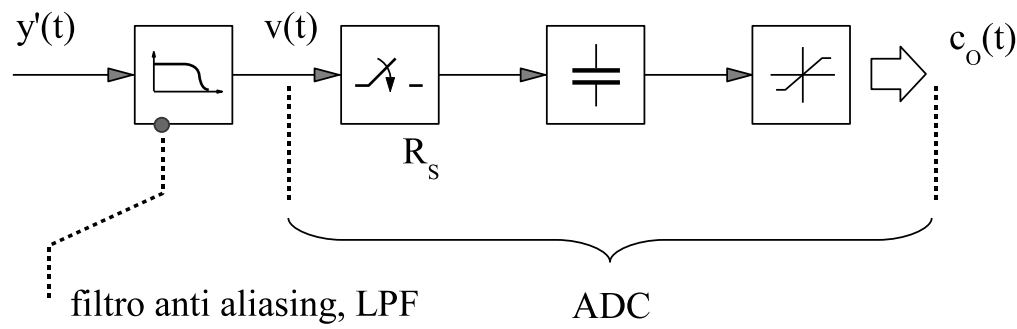 y'(t)
v(t)
c_O(t)
R_S
filtro anti aliasing, LPF
ADC